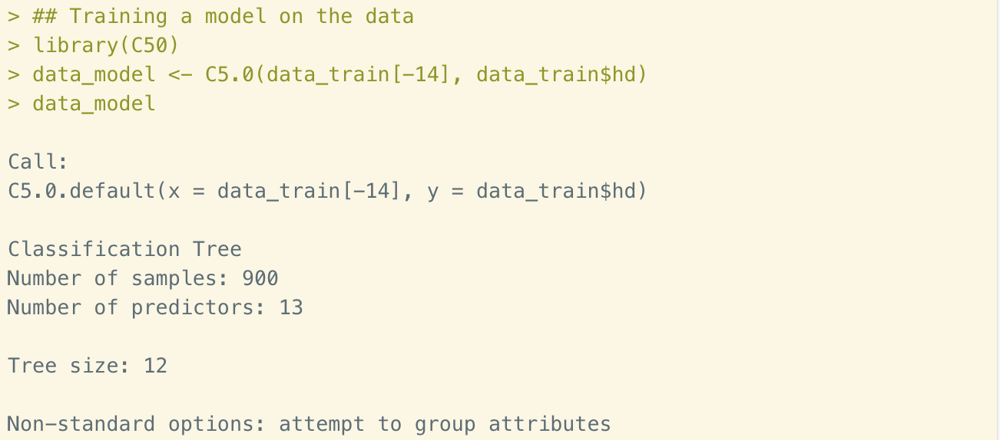 > ## Training a model on the data
> library(C50)
> data_model <- C5.0(data_train[-14], data_train$hd)
> data_model
Call:
C5.0.default(x = data_train[-14], y = data_train$hd)
Classification Tree
Number of samples: 900
Number of predictors: 13
Tree size: 12
Non-standard options: attempt to group attributes